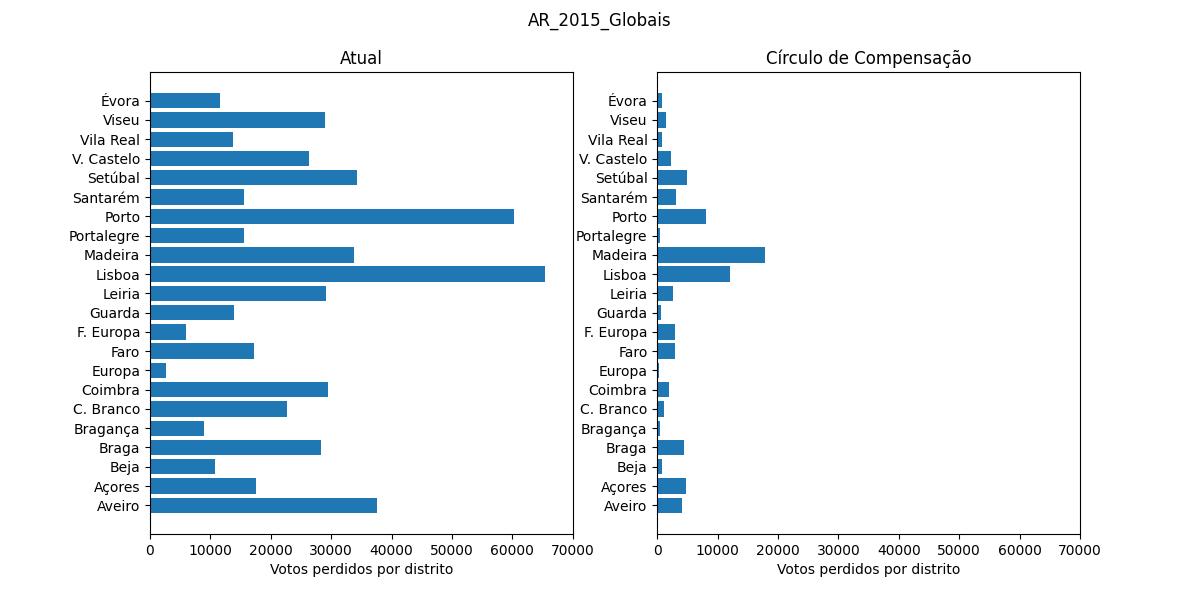 AR_2015_Globais
Atual
Évora
Viseu
Vila Real
V. Castelo
Setúbal
Santarém
Porto
Portalegre
Madeira
Lisboa
Leiria
Guarda
F. Europa
Faro
Europa
Coimbra
C. Branco
Bragança
Braga
Beja
Açores
Aveiro
0 10000 20000 30000 40000 50000 60000 70000
Votos perdidos por distrito
Círculo de Compensação
Évora
Viseu
Vila Real
V. Castelo
Setúbal
Santarém
Porto
Portalegre
Madeira
Lisboa
Leiria
Guarda
F. Europa
Faro
Europa
Coimbra
C. Branco
Bragança
Braga
Beja
Açores
Aveiro
0 10000 20000 30000 40000 50000 60000 70000
Votos perdidos por distrito